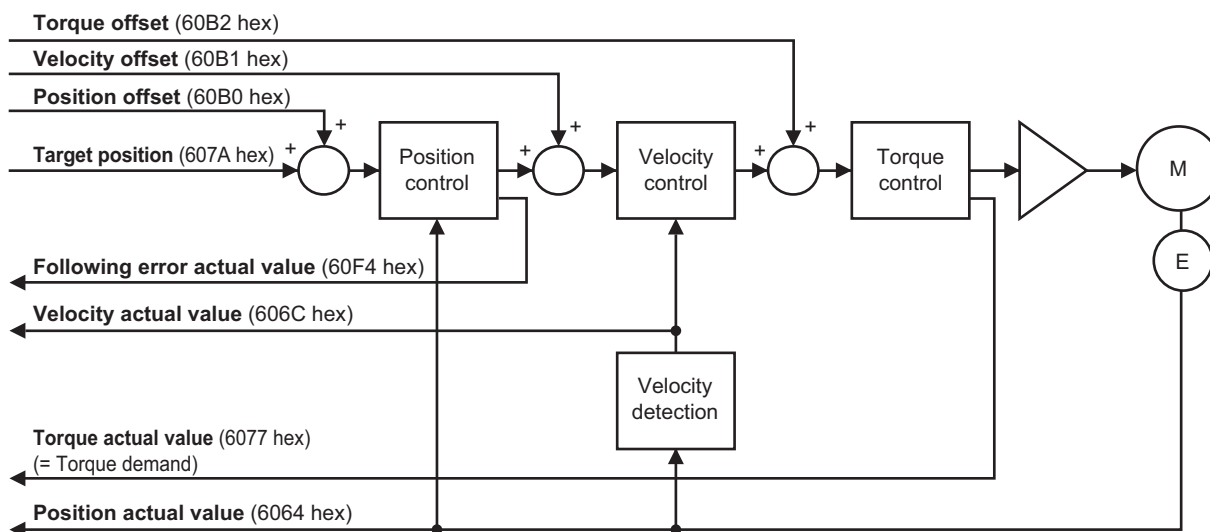 Torque offset (60B2 hex)
Velocity offset (60B1 hex)
Position offset (60B0 hex)
+
+
+
Target position (607A hex)
+
Position
control
+
Velocity
control
+
Torque
control
M
E
Following error actual value (60F4 hex)
Velocity actual value (606C hex)
Velocity
detection
Torque actual value (6077 hex)
(= Torque demand)
Position actual value (6064 hex)